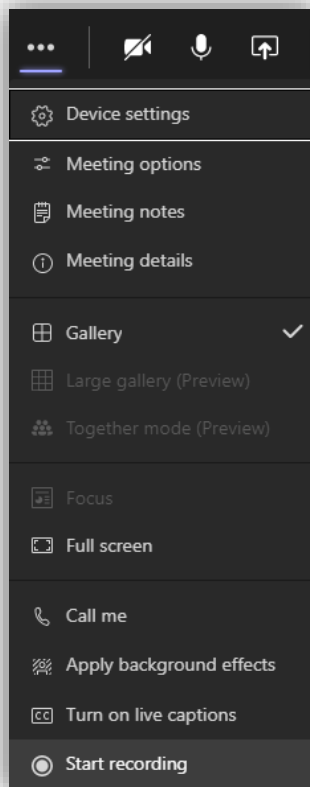 Device settings
Meeting options
Meeting notes
Meeting details
Gallery
Large gallery (Preview)
Together mode (Preview)
Focus
Full screen
Call me
Apply background effects
CC Turn on live captions
Start recording